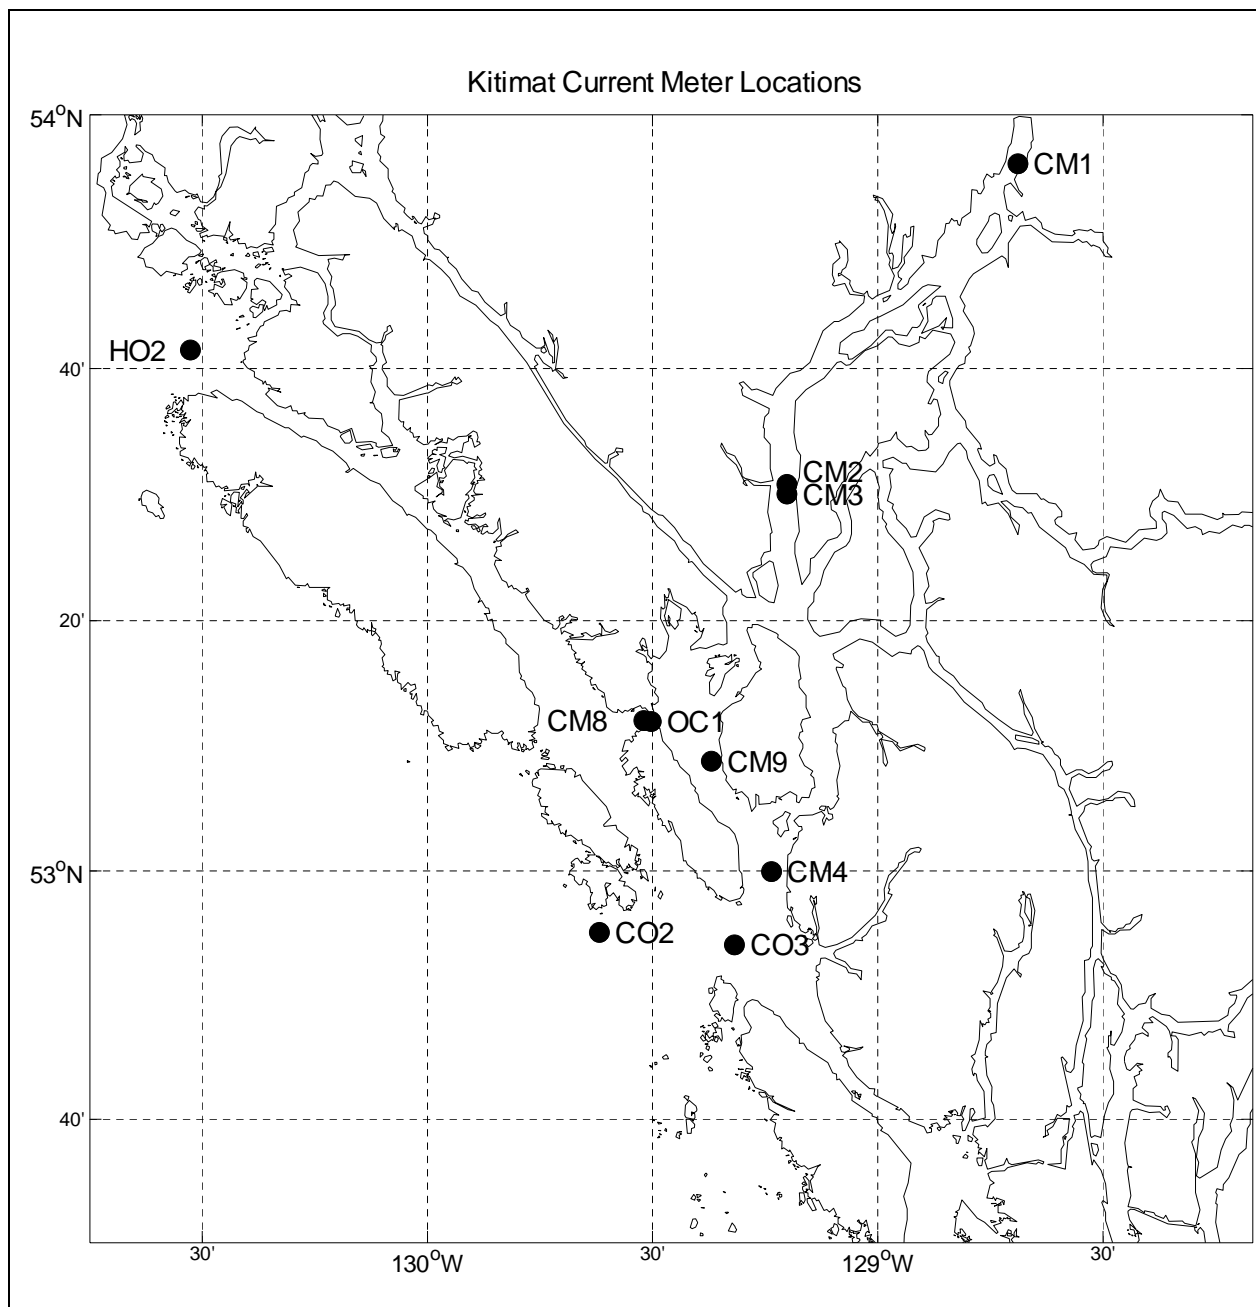 Kitimat Current Meter Locations
54°N
CM1
HO2
40'
CM2
CM3
20'
CM8
OC1
CM9
53°N
CM4
CO2
CO3
40'
30'
130°W
30'
129°W
30'